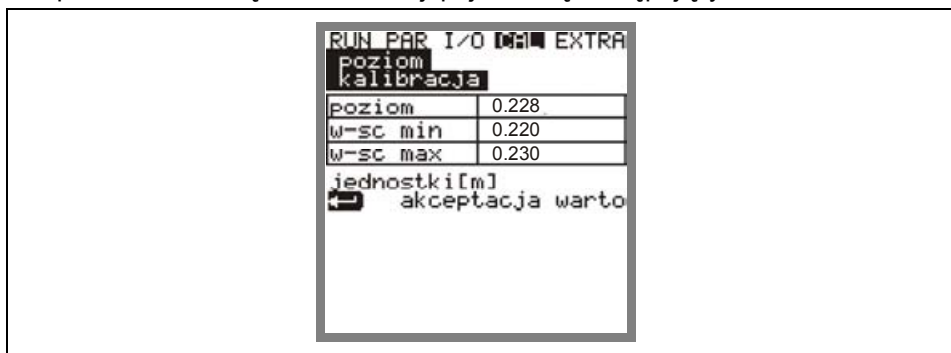 RUN PAR I/O CAL EXTRA
poziom
kalibracja
poziom 0.228
w-sc min 0.220
w-sc max 0.230
jednostki[m]
akceptacja warto